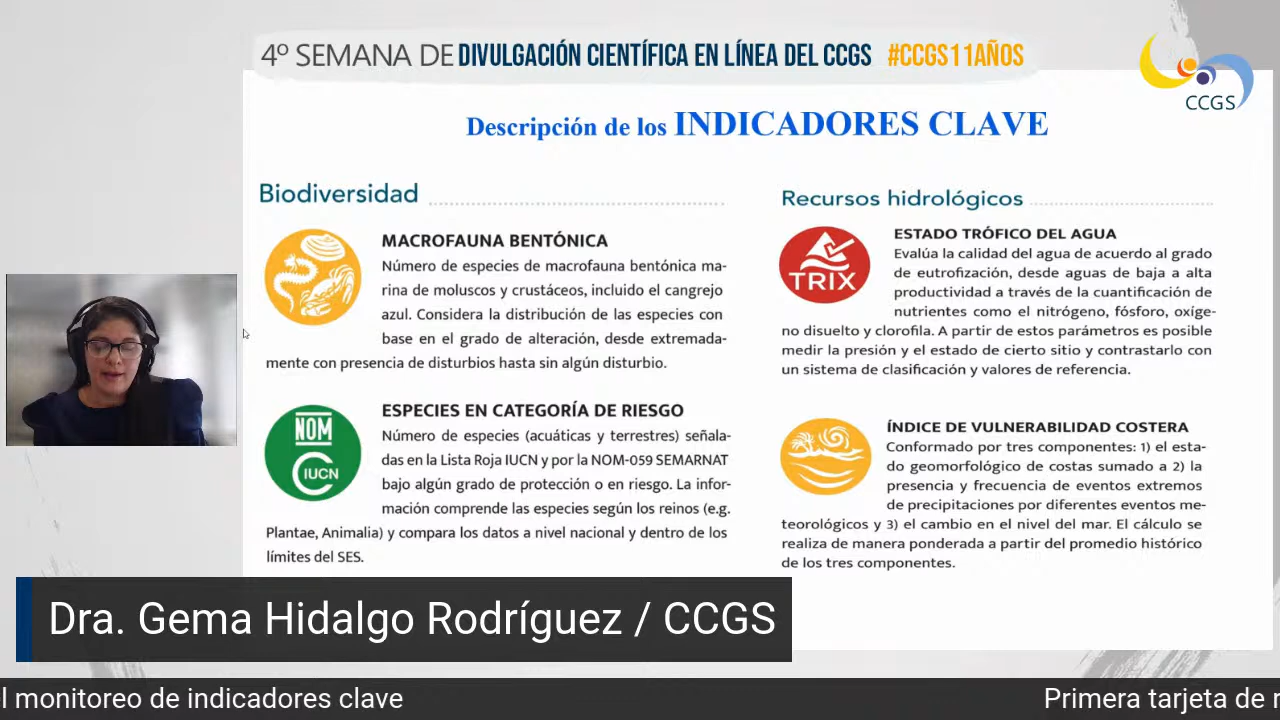 4º SEMANA DE DIVULGACIÓN CIENTÍFICA EN LÍNEA DEL CCGS #CCGS11AÑOS
CCGS
Descripción de los INDICADORES CLAVE
Biodiversidad
MACROFAUNA BENTÓNICA
Número de especies de macrofauna bentónica ma-
rina de moluscos y crustáceos, incluido el cangrejo
azul. Considera la distribución de las especies con
base en el grado de alteración, desde extremada-
mente con presencia de disturbios hasta sin algún disturbio.
NOM
IUCN
ESPECIES EN CATEGORÍA DE RIESGO
Número de especies (acuáticas y terrestres) señala-
das en la Lista Roja IUCN y por la NOM-059 SEMARNAT
bajo algún grado de protección o en riesgo. La infor-
mación comprende las especies según los reinos (e.g.
Plantae, Animalia) y compara los datos a nivel nacional y dentro de los
límites del SES.
Recursos hidrológicos
TRIX
ESTADO TRÓFICO DEL AGUA
Evalúa la calidad del agua de acuerdo al grado
de eutrofización, desde aguas de baja a alta
productividad a través de la cuantificación de
nutrientes como el nitrógeno, fósforo, oxíge-
no disuelto y clorofila. A partir de estos parámetros es posible
medir la presión y el estado de cierto sitio y contrastarlo con
un sistema de clasificación y valores de referencia.
ÍNDICE DE VULNERABILIDAD COSTERA
Conformado por tres componentes: 1) el esta-
do geomorfológico de costas sumado a 2) la
presencia y frecuencia de eventos extremos
de precipitaciones por diferentes eventos me-
teorológicos y 3) el cambio en el nivel del mar. El cálculo se
realiza de manera ponderada a partir del promedio histórico
de los tres componentes.
Dra. Gema Hidalgo Rodríguez / CCGS
l monitoreo de indicadores clave Primera tarjeta de